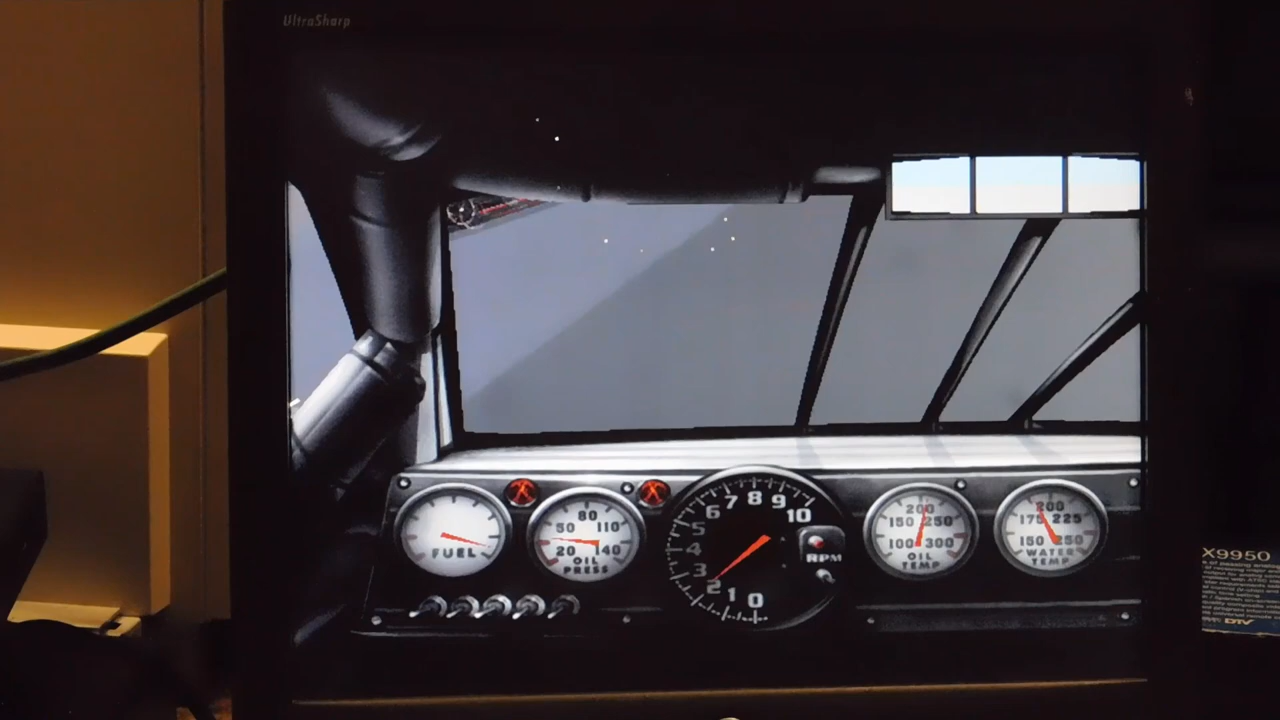 UltraSharp
FUEL
80
50 110
20 140
OIL
PRESS
8
7 9
6 10
5
4
3
2
1 0
RPM
200
150 250
100 300
OIL
TEMP
200
175 225
150 250
WATER
TEMP
X9950
DTV